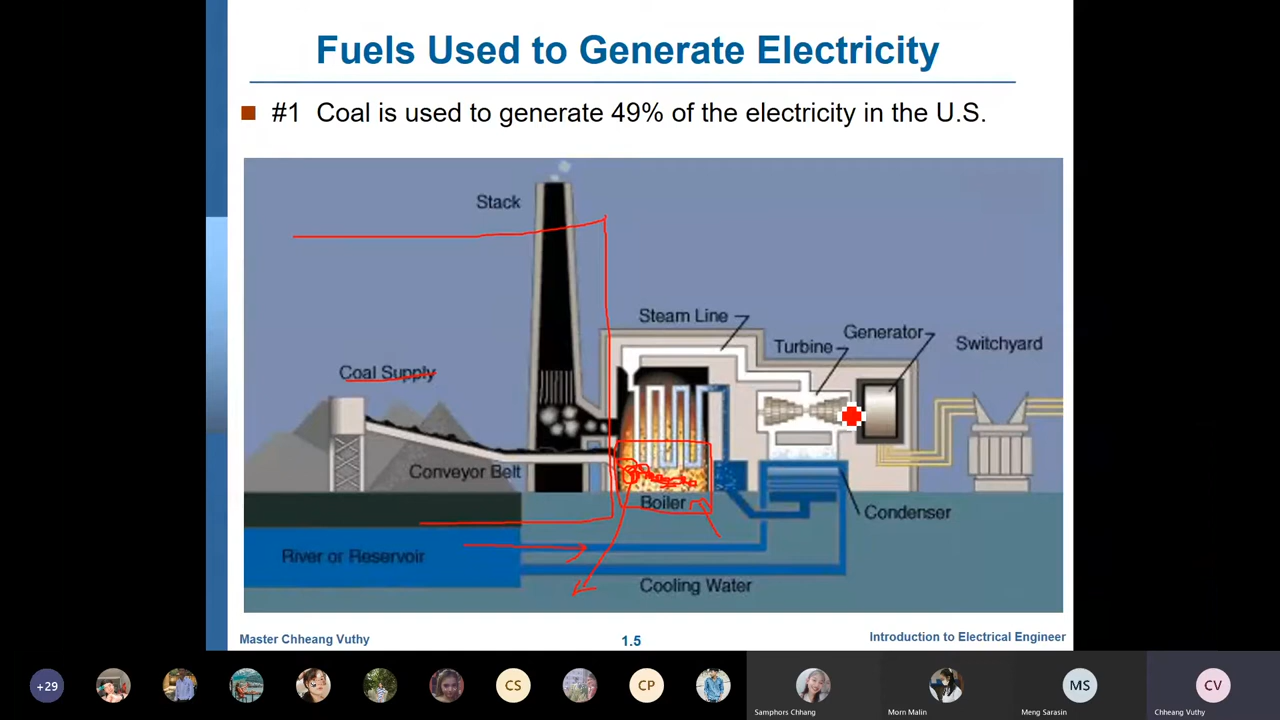 Fuels Used to Generate Electricity
#1 Coal is used to generate 49% of the electricity in the U.S.
Stack
Steam Line
Generator
Turbine
Switchyard
Coal Supply
Conveyor Belt
Boiler
Condenser
River or Reservoir
Cooling Water
Master Chheang Vuthy
1.5
Introduction to Electrical Engineer
+29
CS
CP
MS
CV
Samphors Chhang
Morn Malin
Meng Sarasin
Chheang Vuthy